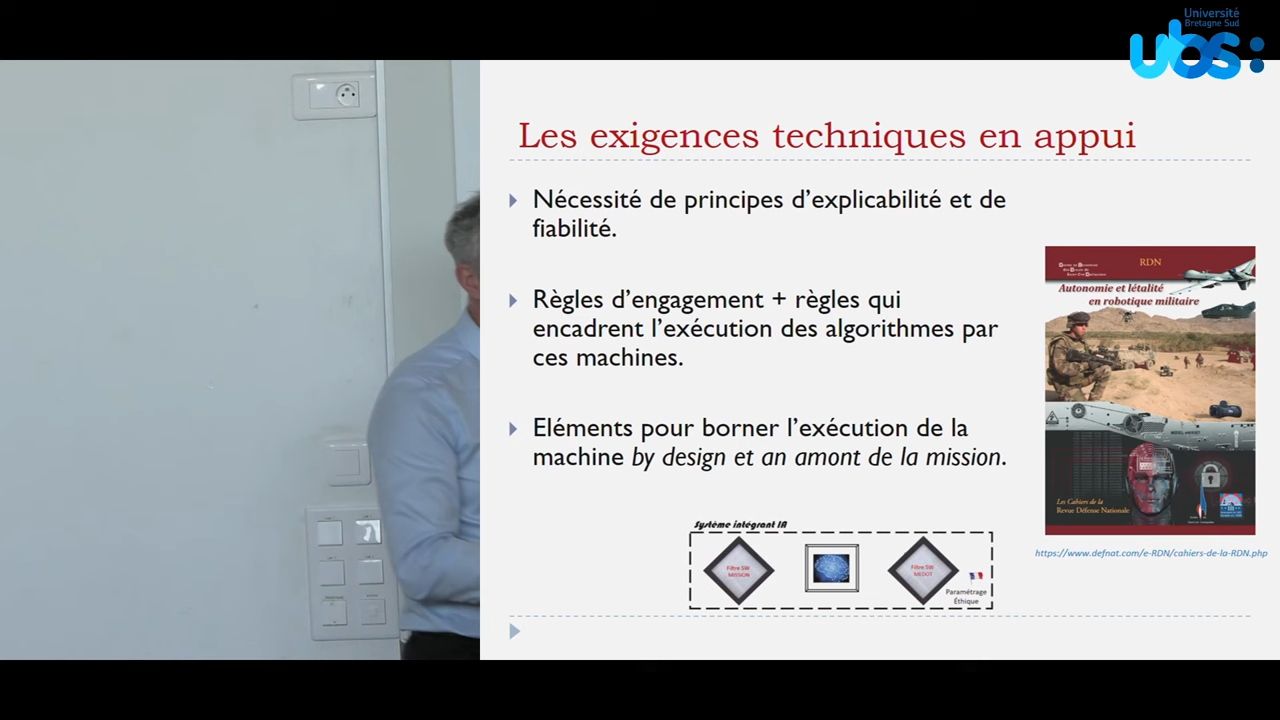 Université
Bretagne Sud
ubs:
Les exigences techniques en appui
Nécessité de principes d'explicabilité et de
fiabilité.
Règles d'engagement + règles qui
encadrent l'exécution des algorithmes par
ces machines.
Eléments pour borner l'exécution de la
machine by design et an amont de la mission.
RDN
Autonomie et létalité
en robotique militaire
Les Cahiers de la
Revue Défense Nationale
https://www.defnat.com/e-RDN/cahiers-de-la-RDN.php
Système intégrant IA
Filtre SW
MISSION
Filtre SW
MEDOT
Paramétrage
Éthique